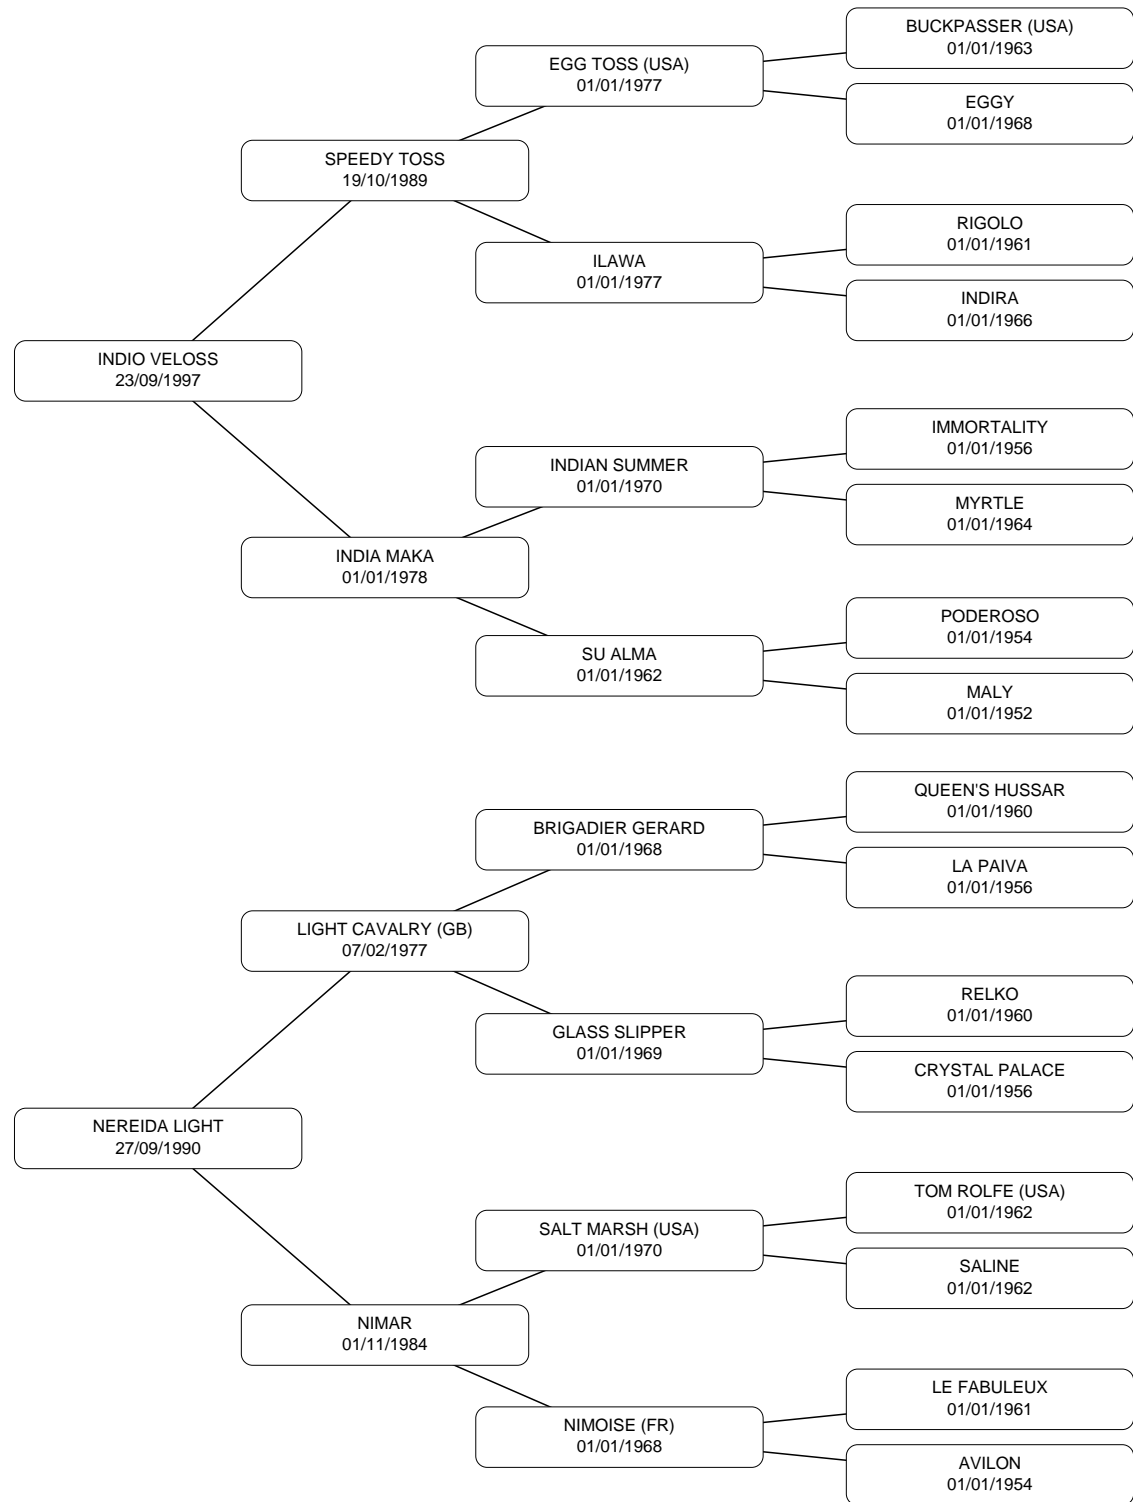 BUCKPASSER (USA)
01/01/1963
EGG TOSS (USA)
01/01/1977
EGGY
01/01/1968
SPEEDY TOSS
19/10/1989
RIGOLO
01/01/1961
ILAWA
01/01/1977
INDIRA
01/01/1966
INDIO VELOSS
23/09/1997
IMMORTALITY
01/01/1956
INDIAN SUMMER
01/01/1970
MYRTLE
01/01/1964
INDIA MAKA
01/01/1978
PODEROSO
01/01/1954
SU ALMA
01/01/1962
MALY
01/01/1952
QUEEN'S HUSSAR
01/01/1960
BRIGADIER GERARD
01/01/1968
LA PAIVA
01/01/1956
LIGHT CAVALRY (GB)
07/02/1977
RELKO
01/01/1960
GLASS SLIPPER
01/01/1969
CRYSTAL PALACE
01/01/1956
NEREIDA LIGHT
27/09/1990
TOM ROLFE (USA)
01/01/1962
SALT MARSH (USA)
01/01/1970
SALINE
01/01/1962
NIMAR
01/11/1984
LE FABULEUX
01/01/1961
NIMOISE (FR)
01/01/1968
AVILON
01/01/1954